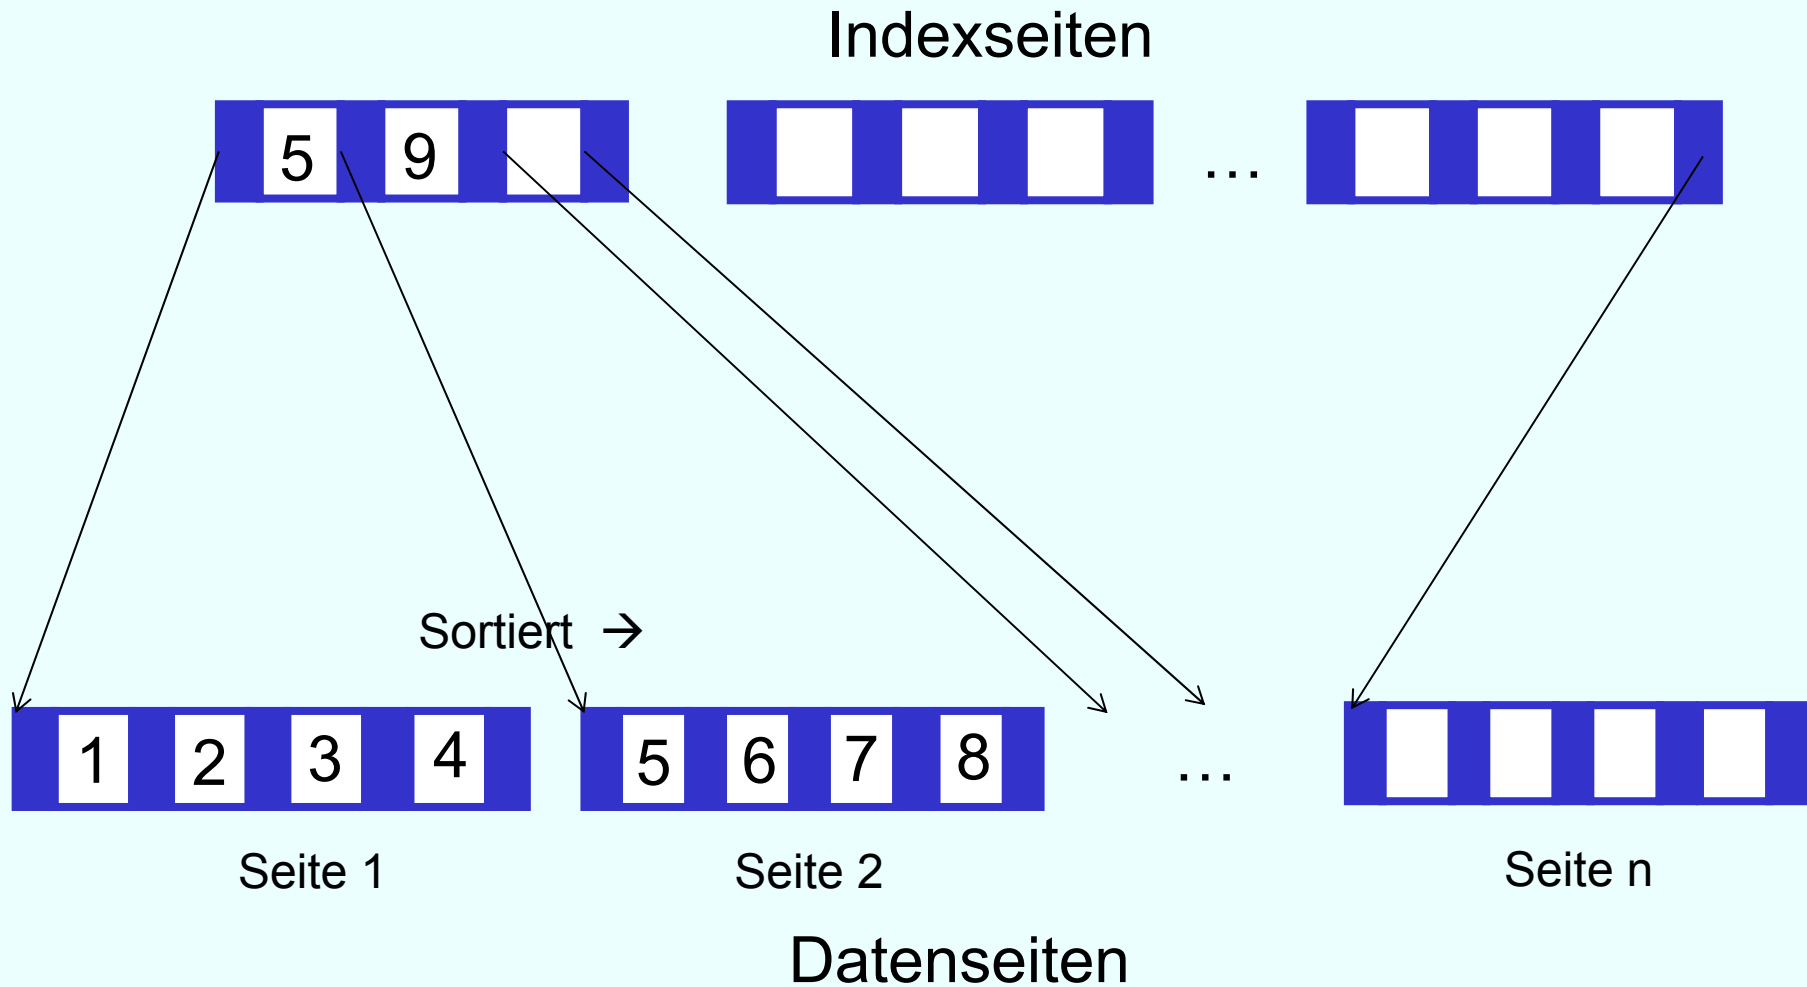 Indexseiten
5 9
...
Sortiert →
1 2 3 4 5 6 7 8 ...
Seite 1 Seite 2 Seite n
Datenseiten